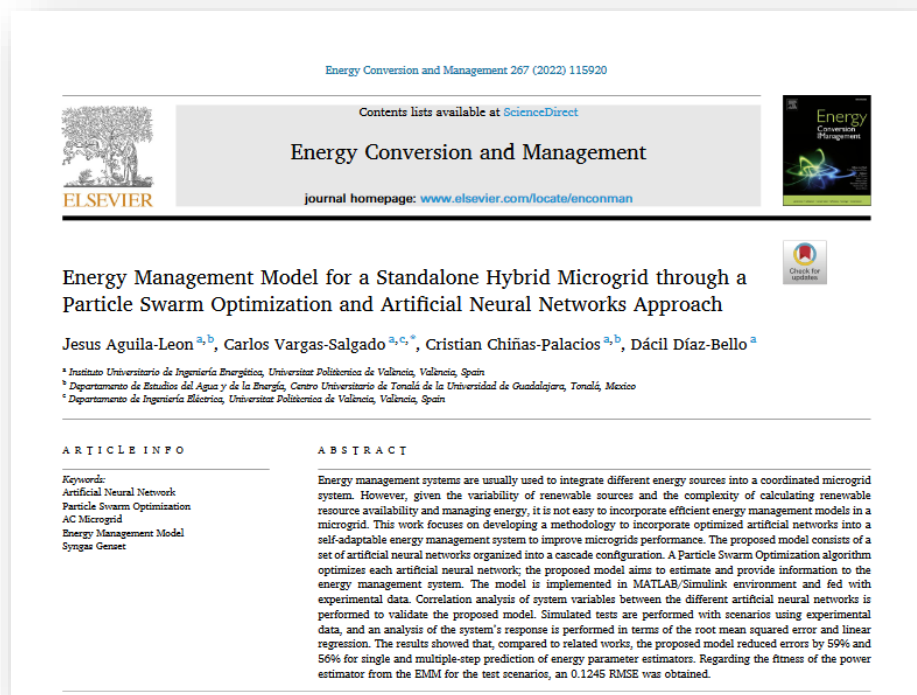 Energy Conversion and Management 267 (2022) 115920
Contents lists available at ScienceDirect
Energy Conversion and Management
journal homepage: www.elsevier.com/locate/enconman
ELSEVIER
Energy
Conversion
and Management
Check for
updates
Energy Management Model for a Standalone Hybrid Microgrid through a
Particle Swarm Optimization and Artificial Neural Networks Approach
Jesus Aguila-Leon a,b, Carlos Vargas-Salgado a,c,*, Cristian Chiñas-Palacios a,b, Dácil Díaz-Bello a
a Instituto Universitario de Ingeniería Energética, Universitat Politècnica de València, València, Spain
b Departamento de Estudios del Agua y de la Energía, Centro Universitario de Tonalá de la Universidad de Guadalajara, Tonalá, Mexico
c Departamento de Ingeniería Eléctrica, Universitat Politècnica de València, València, Spain
ARTICLE INFO
Keywords:
Artificial Neural Network
Particle Swarm Optimization
AC Microgrid
Energy Management Model
Syngas Genset
ABSTRACT
Energy management systems are usually used to integrate different energy sources into a coordinated microgrid
system. However, given the variability of renewable sources and the complexity of calculating renewable
resource availability and managing energy, it is not easy to incorporate efficient energy management models in a
microgrid. This work focuses on developing a methodology to incorporate optimized artificial networks into a
self-adaptable energy management system to improve microgrids performance. The proposed model consists of a
set of artificial neural networks organized into a cascade configuration. A Particle Swarm Optimization algorithm
optimizes each artificial neural network; the proposed model aims to estimate and provide information to the
energy management system. The model is implemented in MATLAB/Simulink environment and fed with
experimental data. Correlation analysis of system variables between the different artificial neural networks is
performed to validate the proposed model. Simulated tests are performed with scenarios using experimental
data, and an analysis of the system's response is performed in terms of the root mean squared error and linear
regression. The results showed that, compared to related works, the proposed model reduced errors by 59% and
56% for single and multiple-step prediction of energy parameter estimators. Regarding the fitness of the power
estimator from the EMM for the test scenarios, an 0.1245 RMSE was obtained.